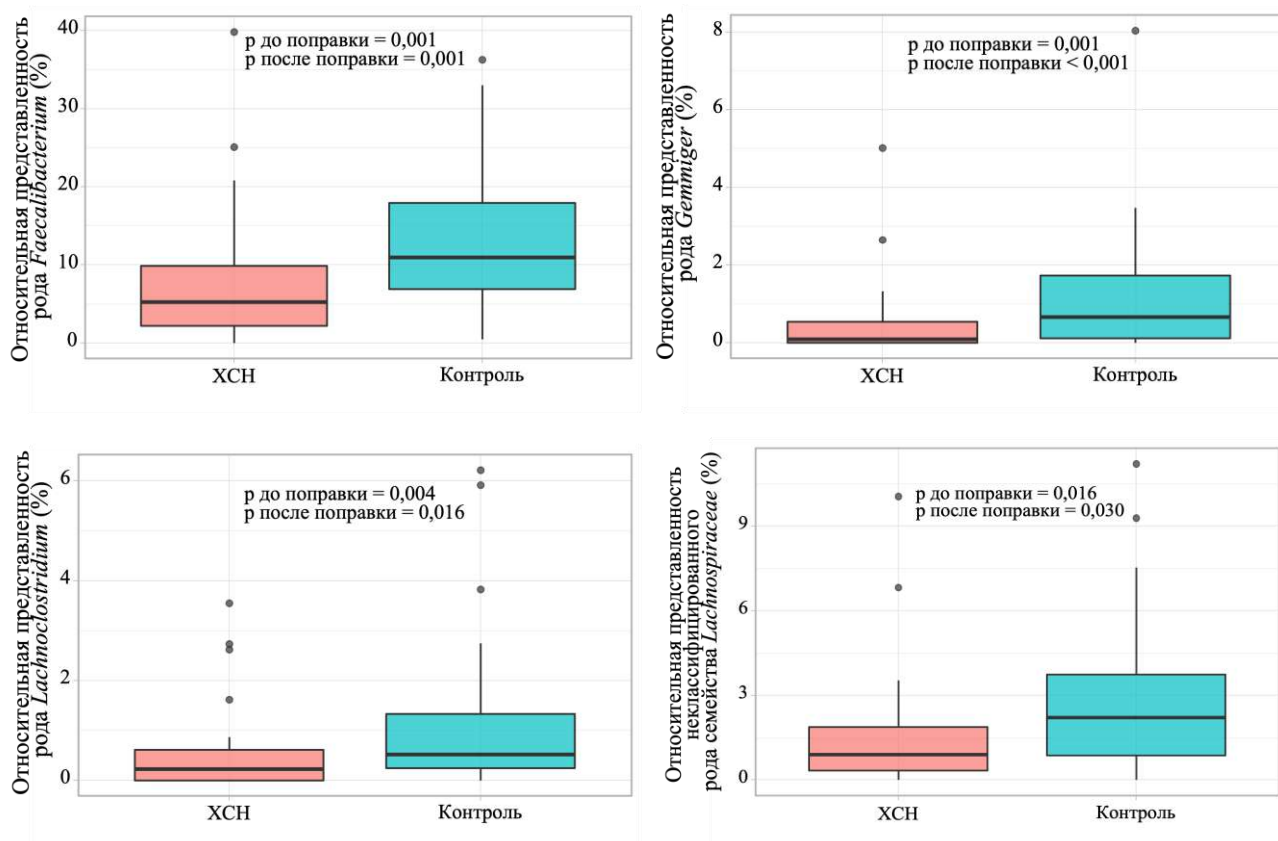 Относительная представленность
рода Faecalibacterium (%)
40
30
20
10
0
р до поправки = 0,001
р после поправки = 0,001
ХСН
Контроль
Относительная представленность
рода Gemmiger (%)
8
6
4
2
0
р до поправки = 0,001
р после поправки < 0,001
ХСН
Контроль
Относительная представленность
рода Lachnoclostridium (%)
6
4
2
0
р до поправки = 0,004
р после поправки = 0,016
ХСН
Контроль
Относительная представленность
неклассифицированного
рода семейства Lachnospiraceae (%)
9
6
3
0
р до поправки = 0,016
р после поправки = 0,030
ХСН
Контроль